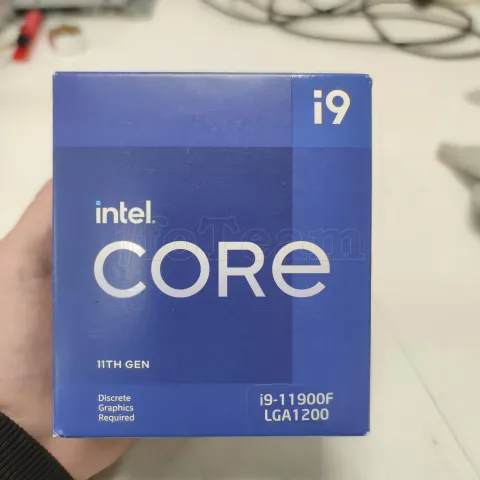 i9
intel.
CORE
11TH GEN
Discrete
Graphics
Required
i9-11900F
LGA1200